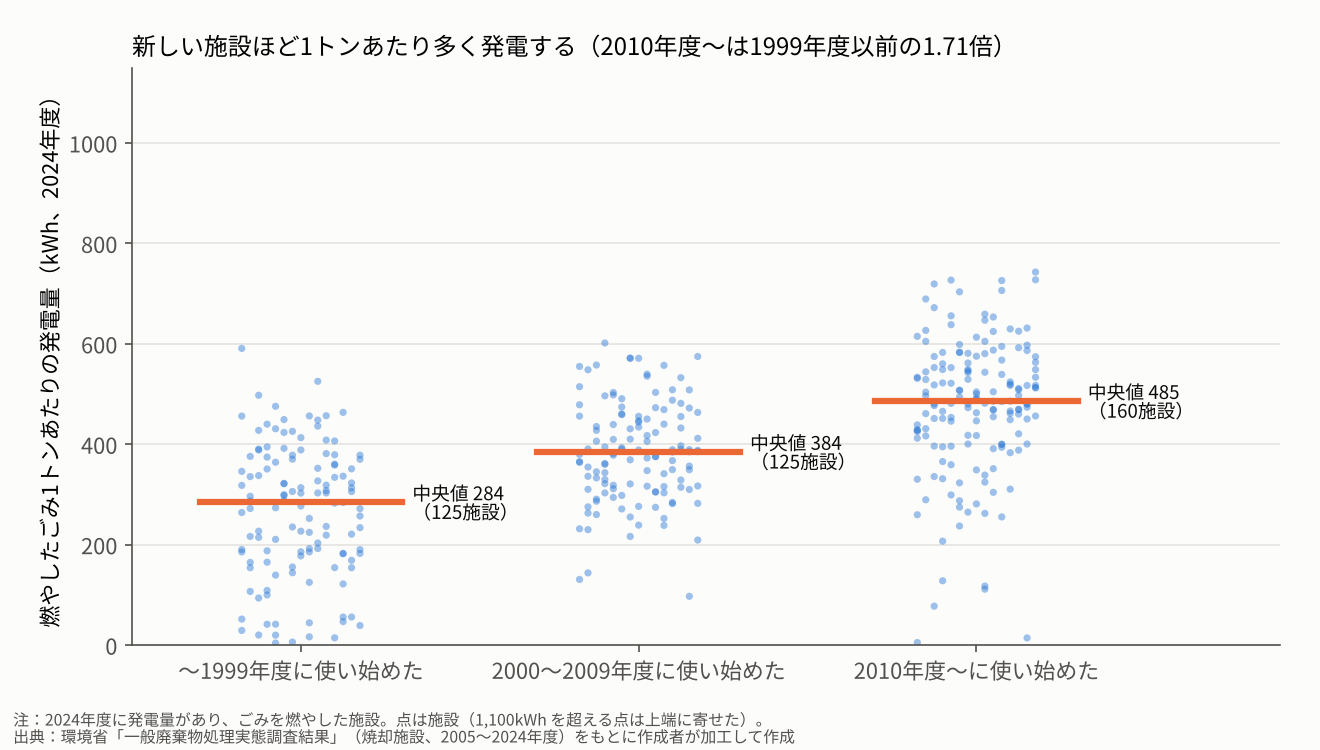 新しい施設ほど1トンあたり多く発電する（2010年度～は1999年度以前の1.71倍）
燃やしたごみ1トンあたりの発電量（kWh、2024年度）
1000
800
600
400
200
0
中央値 284
（125施設）
中央値 384
（125施設）
中央値 485
（160施設）
～1999年度に使い始めた
2000～2009年度に使い始めた
2010年度～に使い始めた
注：2024年度に発電量があり、ごみを燃やした施設。点は施設（1,100kWh を超える点は上端に寄せた）。
出典：環境省「一般廃棄物処理実態調査結果」（焼却施設、2005～2024年度）をもとに作成者が加工して作成